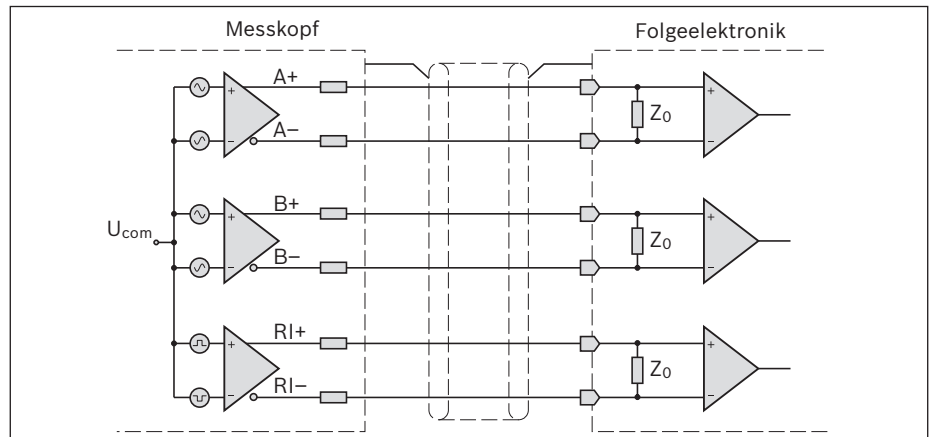 Messkopf
Folgeelektronik
A+
A−
Z0
B+
B−
Z0
Ucom
RI+
RI−
Z0